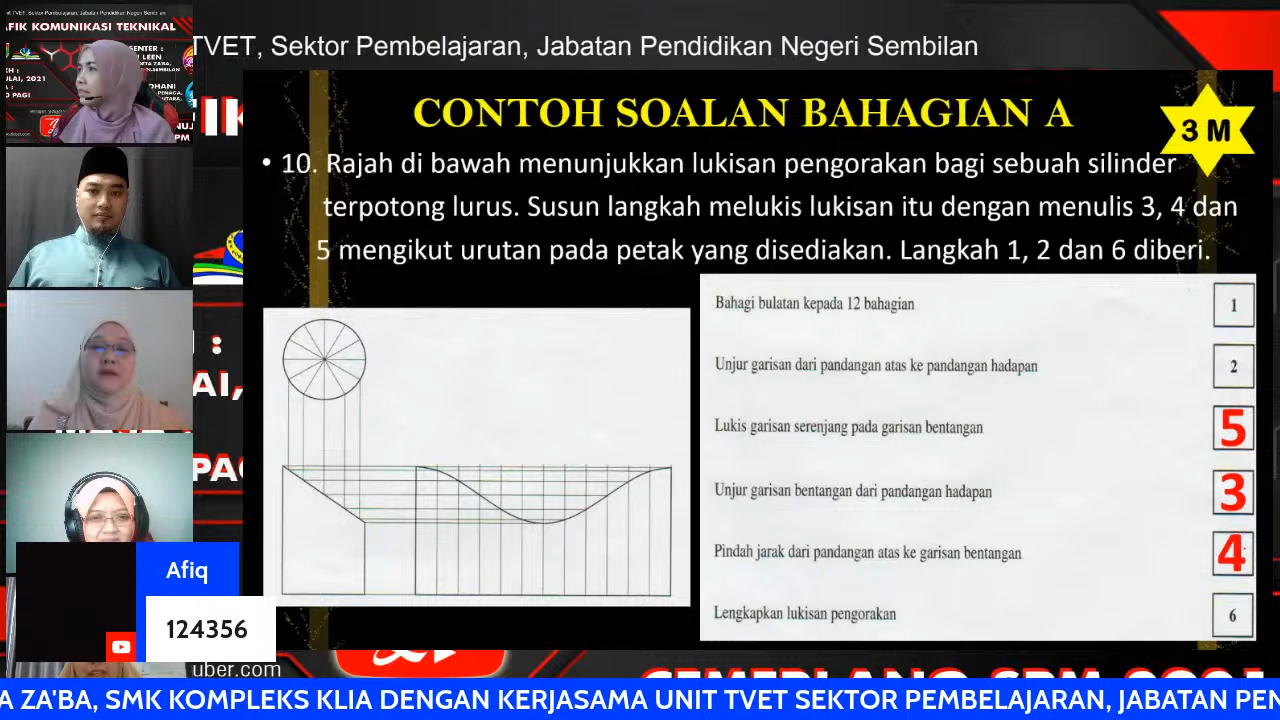 TVET, Sektor Pembelajaran, Jabatan Pendidikan Negeri Sembilan
AFIK KOMUNIKASI TEKNIKAL
CONTOH SOALAN BAHAGIAN A
3 M
• 10. Rajah di bawah menunjukkan lukisan pengorakan bagi sebuah silinder
terpotong lurus. Susun langkah melukis lukisan itu dengan menulis 3, 4 dan
5 mengikut urutan pada petak yang disediakan. Langkah 1, 2 dan 6 diberi.
Bahagi bulatan kepada 12 bahagian 1
Unjur garisan dari pandangan atas ke pandangan hadapan 2
Lukis garisan serenjang pada garisan bentangan 5
Unjur garisan bentangan dari pandangan hadapan 3
Pindah jarak dari pandangan atas ke garisan bentangan 4
Lengkapkan lukisan pengorakan 6
Afiq
124356
uber.com
A ZA'BA, SMK KOMPLEKS KLIA DENGAN KERJASAMA UNIT TVET SEKTOR PEMBELAJARAN, JABATAN PEN